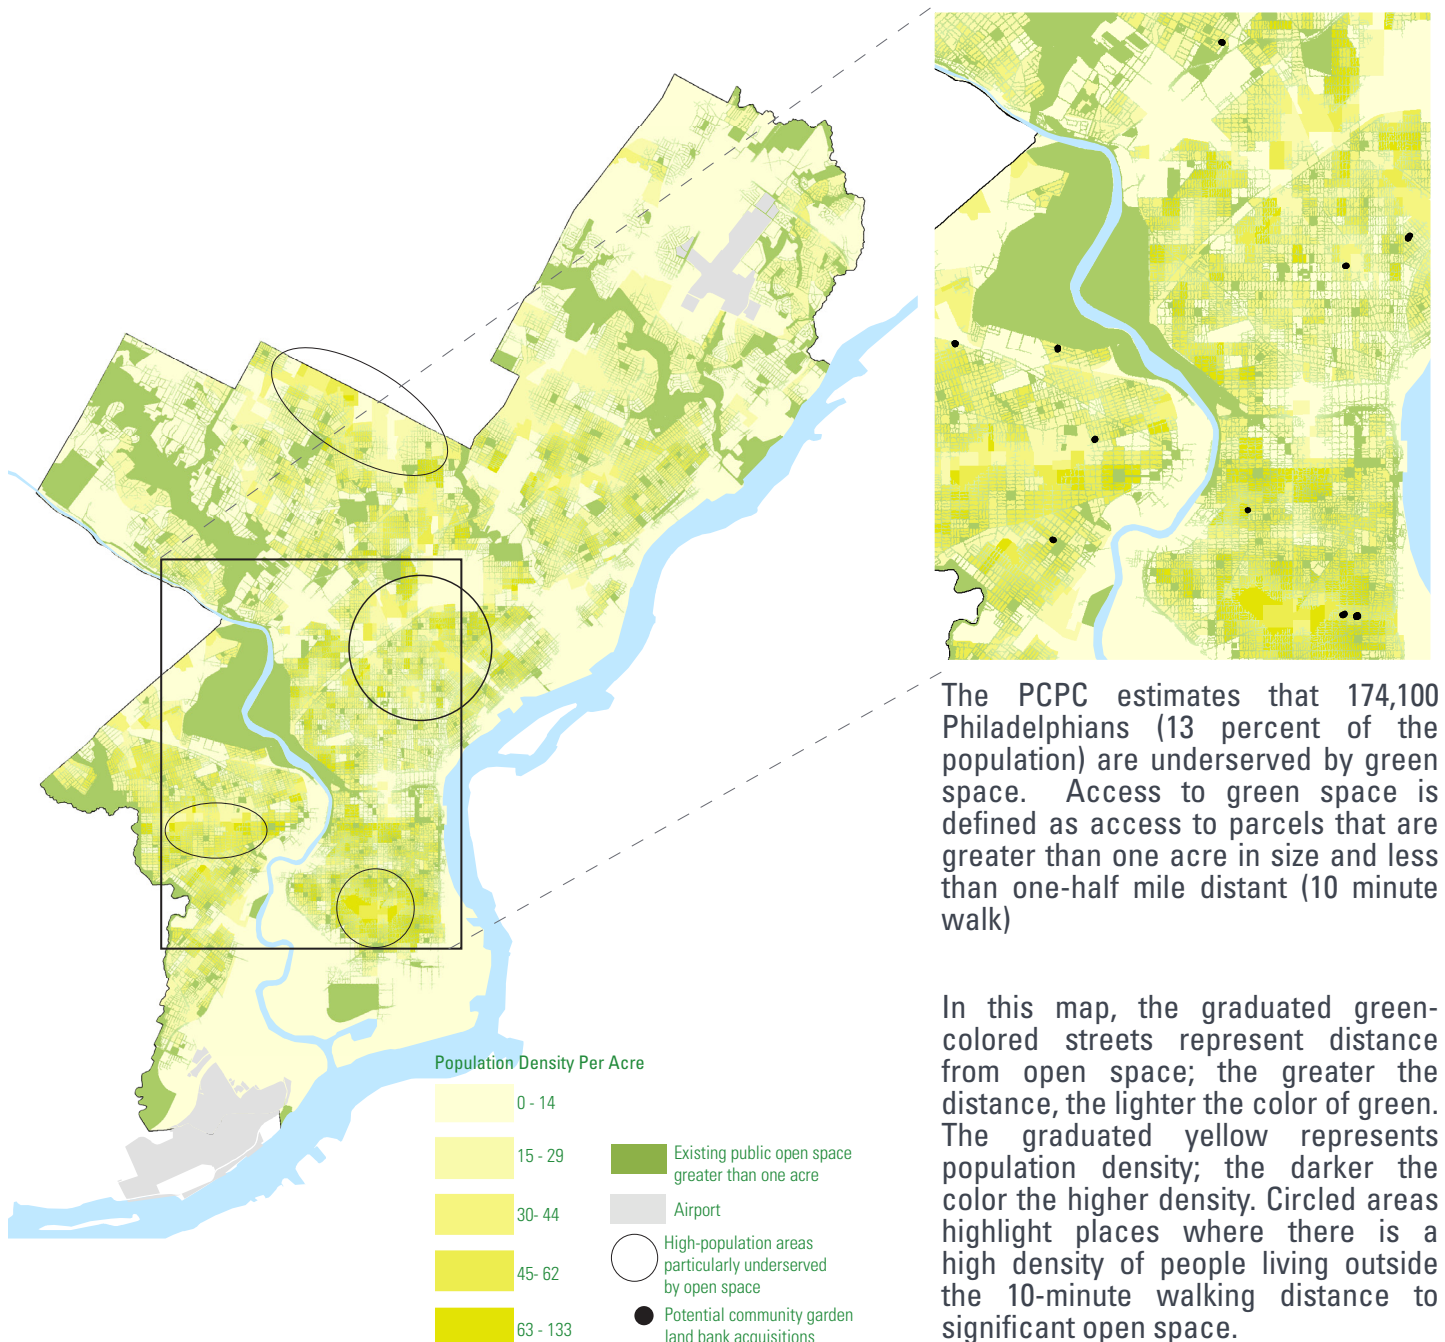 The PCPC estimates that 174,100
Philadelphians (13 percent of the
population) are underserved by green
space. Access to green space is
defined as access to parcels that are
greater than one acre in size and less
than one-half mile distant (10 minute
walk)
In this map, the graduated green-
colored streets represent distance
from open space; the greater the
distance, the lighter the color of green.
The graduated yellow represents
population density; the darker the
color the higher density. Circled areas
highlight places where there is a
high density of people living outside
the 10-minute walking distance to
significant open space.
Population Density Per Acre
0 - 14
15 - 29
30- 44
45- 62
63 - 133
Existing public open space
greater than one acre
Airport
High-population areas
particularly underserved
by open space
Potential community garden
land bank acquisitions